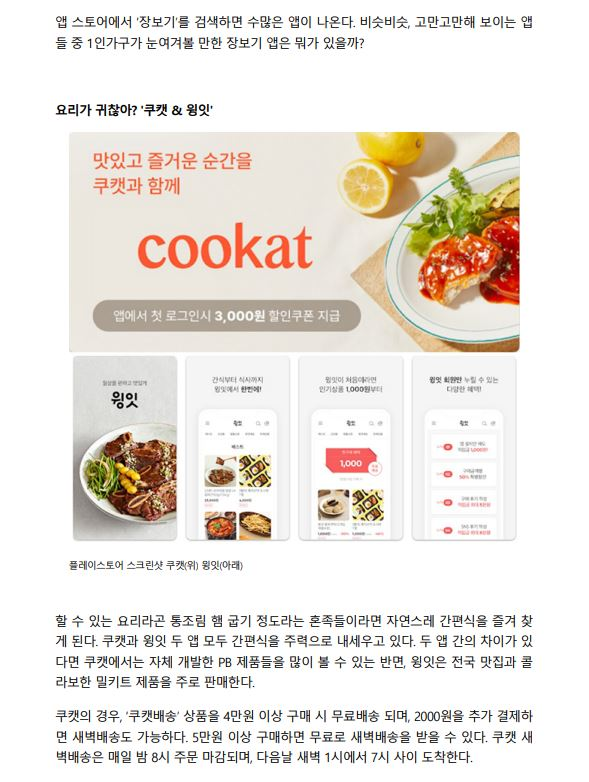 앱 스토어에서 ‘장보기’를 검색하면 수많은 앱이 나온다. 비슷비슷, 고만고만해 보이는 앱
들 중 1인가구가 눈여겨볼 만한 장보기 앱은 뭐가 있을까?
요리가 귀찮아? '쿠캣 & 윙잇'
맛있고 즐거운 순간을
쿠캣과 함께
cookat
앱에서 첫 로그인시 3,000원 할인쿠폰 지급
일상을 편하고 맛있게
윙잇
간식부터 식사까지
윙잇에서 한번에!
윙잇
베스트
윙잇이 처음이라면
인기상품 1,000원부터
윙잇
1,000
윙잇 회원만 누릴 수 있는
다양한 혜택!
윙잇
플레이스토어 스크린샷 쿠캣(위) 윙잇(아래)
할 수 있는 요리라곤 통조림 햄 굽기 정도라는 혼족들이라면 자연스레 간편식을 즐겨 찾
게 된다. 쿠캣과 윙잇 두 앱 모두 간편식을 주력으로 내세우고 있다. 두 앱 간의 차이가 있
다면 쿠캣에서는 자체 개발한 PB 제품들을 많이 볼 수 있는 반면, 윙잇은 전국 맛집과 콜
라보한 밀키트 제품을 주로 판매한다.
쿠캣의 경우, ‘쿠캣배송’ 상품을 4만원 이상 구매 시 무료배송 되며, 2000원을 추가 결제하
면 새벽배송도 가능하다. 5만원 이상 구매하면 무료로 새벽배송을 받을 수 있다. 쿠캣 새
벽배송은 매일 밤 8시 주문 마감되며, 다음날 새벽 1시에서 7시 사이 도착한다.